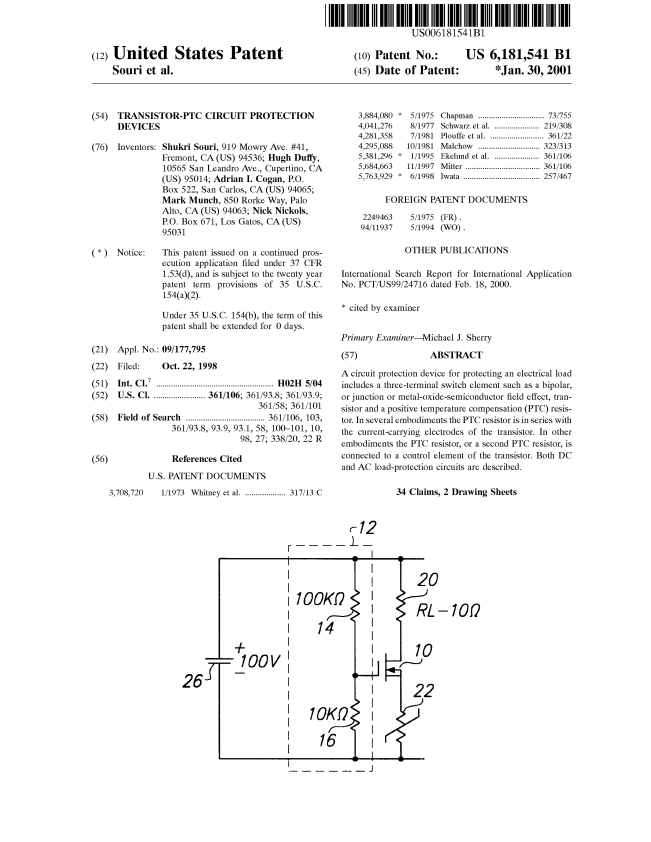 US006181541B1
(12) United States Patent
Souri et al.
(10) Patent No.: US 6,181,541 B1
(45) Date of Patent: *Jan. 30, 2001
(54) TRANSISTOR-PTC CIRCUIT PROTECTION
DEVICES
(76) Inventors: Shukri Souri, 919 Mowry Ave. #41,
Fremont, CA (US) 94536; Hugh Duffy,
10565 San Leandro Ave., Cupertino, CA
(US) 95014; Adrian I. Cogan, P.O.
Box 522, San Carlos, CA (US) 94065;
Mark Munch, 850 Rorke Way, Palo
Alto, CA (US) 94063; Nick Nickols,
P.O. Box 671, Los Gatos, CA (US)
95031
(*) Notice: This patent issued on a continued pros-
ecution application filed under 37 CFR
1.53(d), and is subject to the twenty year
patent term provisions of 35 U.S.C.
154(a)(2).
Under 35 U.S.C. 154(b), the term of this
patent shall be extended for 0 days.
(21) Appl. No.: 09/177,795
(22) Filed: Oct. 22, 1998
(51) Int. Cl.7 ............................................. H02H 5/04
(52) U.S. Cl. .................... 361/106; 361/93.8; 361/93.9;
361/58; 361/101
(58) Field of Search ............................. 361/106, 103,
361/93.8, 93.9, 93.1, 58, 100–101, 10,
98, 27; 338/20, 22 R
(56) References Cited
U.S. PATENT DOCUMENTS
3,708,720 1/1973 Whitney et al. .................. 317/13 C
3,884,080 * 5/1975 Chapman .............................. 73/755
4,041,276 8/1977 Schwarz et al. .................... 219/308
4,281,358 7/1981 Plouffe et al. ....................... 361/22
4,295,088 10/1981 Malchow ............................ 323/313
5,381,296 * 1/1995 Ekelund et al. .................... 361/106
5,684,663 11/1997 Mitter ................................. 361/106
5,763,929 * 6/1998 Iwata .................................. 257/467
FOREIGN PATENT DOCUMENTS
2249463 5/1975 (FR) .
94/11937 5/1994 (WO) .
OTHER PUBLICATIONS
International Search Report for International Application
No. PCT/US99/24716 dated Feb. 18, 2000.
* cited by examiner
Primary Examiner—Michael J. Sherry
(57) ABSTRACT
A circuit protection device for protecting an electrical load
includes a three-terminal switch element such as a bipolar,
or junction or metal-oxide-semiconductor field effect, tran-
sistor and a positive temperature compensation (PTC) resis-
tor. In several embodiments the PTC resistor is in series with
the current-carrying electrodes of the transistor. In other
embodiments the PTC resistor, or a second PTC resistor, is
connected to a control element of the transistor. Both DC
and AC load-protection circuits are described.
34 Claims, 2 Drawing Sheets
12
100KΩ
14
20
RL-10Ω
10
+
100V
−
26
22
10KΩ
16